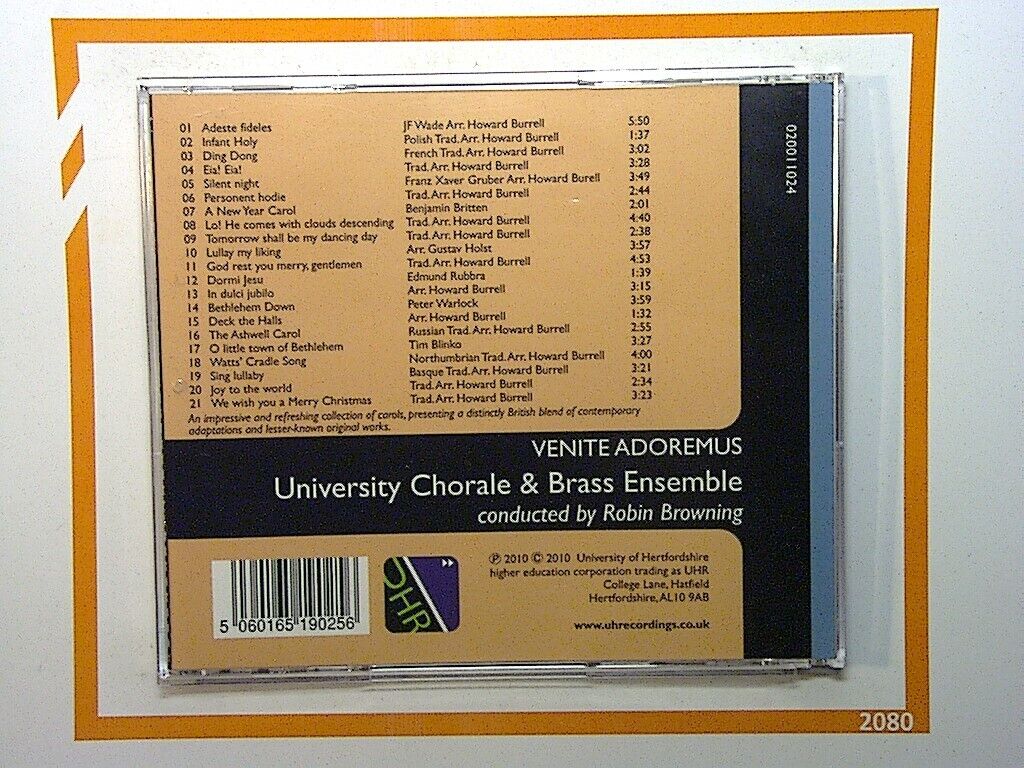 01 Adeste fideles JF Wade Arr. Howard Burrell 5:50
02 Infant Holy Polish Trad. Arr. Howard Burrell 1:37
03 Ding Dong French Trad. Arr. Howard Burrell 3:02
04 Eia! Eia! Trad. Arr. Howard Burrell 3:28
05 Silent night Franz Xaver Gruber Arr. Howard Burell 3:49
06 Personent hodie Trad. Arr. Howard Burrell 2:44
07 A New Year Carol Benjamin Britten 2:01
08 Lo! He comes with clouds descending Trad. Arr. Howard Burrell 4:40
09 Tomorrow shall be my dancing day Trad. Arr. Howard Burrell 2:38
10 Lullay my liking Arr. Gustav Holst 3:57
11 God rest you merry, gentlemen Trad. Arr. Howard Burrell 4:53
12 Dormi Jesu Edmund Rubbra 1:39
13 In dulci jubilo Arr. Howard Burrell 3:15
14 Bethlehem Down Peter Warlock 3:59
15 Deck the Halls Arr. Howard Burrell 1:32
16 The Ashwell Carol Russian Trad. Arr. Howard Burrell 2:55
17 O little town of Bethlehem Tim Blinko 3:27
18 Watts' Cradle Song Northumbrian Trad. Arr. Howard Burrell 4:00
19 Sing lullaby Basque Trad. Arr. Howard Burrell 3:21
20 Joy to the world Trad. Arr. Howard Burrell 2:34
21 We wish you a Merry Christmas Trad. Arr. Howard Burrell 3:23
An impressive and refreshing collection of carols, presenting a distinctly British blend of contemporary
adaptations and lesser-known original works.
020011024
VENITE ADOREMUS
University Chorale & Brass Ensemble
conducted by Robin Browning
5 060165 190256
UHR
℗ 2010 © 2010 University of Hertfordshire
higher education corporation trading as UHR
College Lane, Hatfield
Hertfordshire, AL10 9AB
www.uhrecordings.co.uk
2080